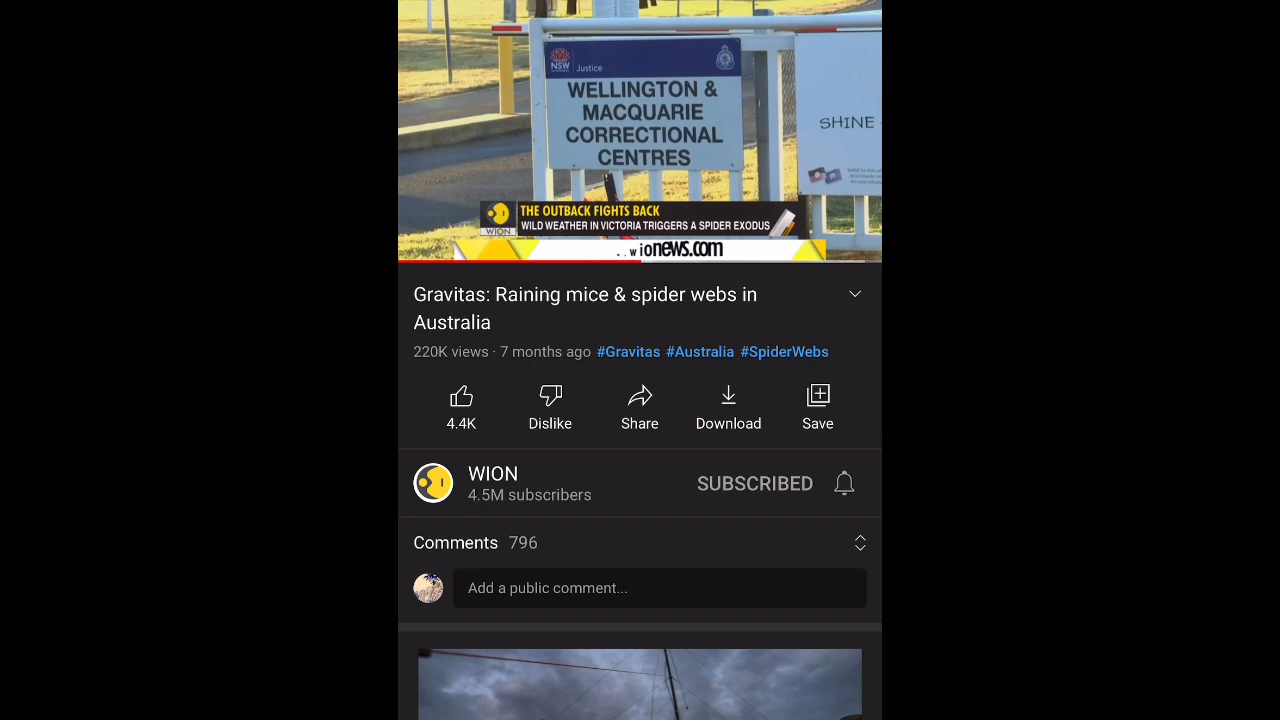 NSW
Justice
WELLINGTON &
MACQUARIE
CORRECTIONAL
CENTRES
SHINE
THE OUTBACK FIGHTS BACK
WION
WILD WEATHER IN VICTORIA TRIGGERS A SPIDER EXODUS
wionews.com
Gravitas: Raining mice & spider webs in
Australia
220K views · 7 months ago #Gravitas #Australia #SpiderWebs
4.4K
Dislike
Share
Download
Save
WION
4.5M subscribers
SUBSCRIBED
Comments 796
Add a public comment...